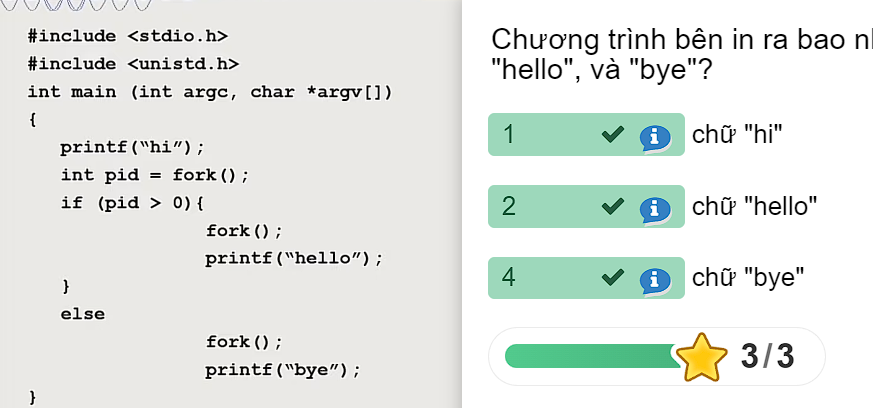 #include <stdio.h>
#include <unistd.h>
int main (int argc, char *argv[])
{
printf(“hi”);
int pid = fork();
if (pid > 0){
fork();
printf(“hello”);
}
else
fork();
printf(“bye”);
}
Chương trình bên in ra bao
"hello", và "bye"?
1 chữ "hi"
2 chữ "hello"
4 chữ "bye"
3/3